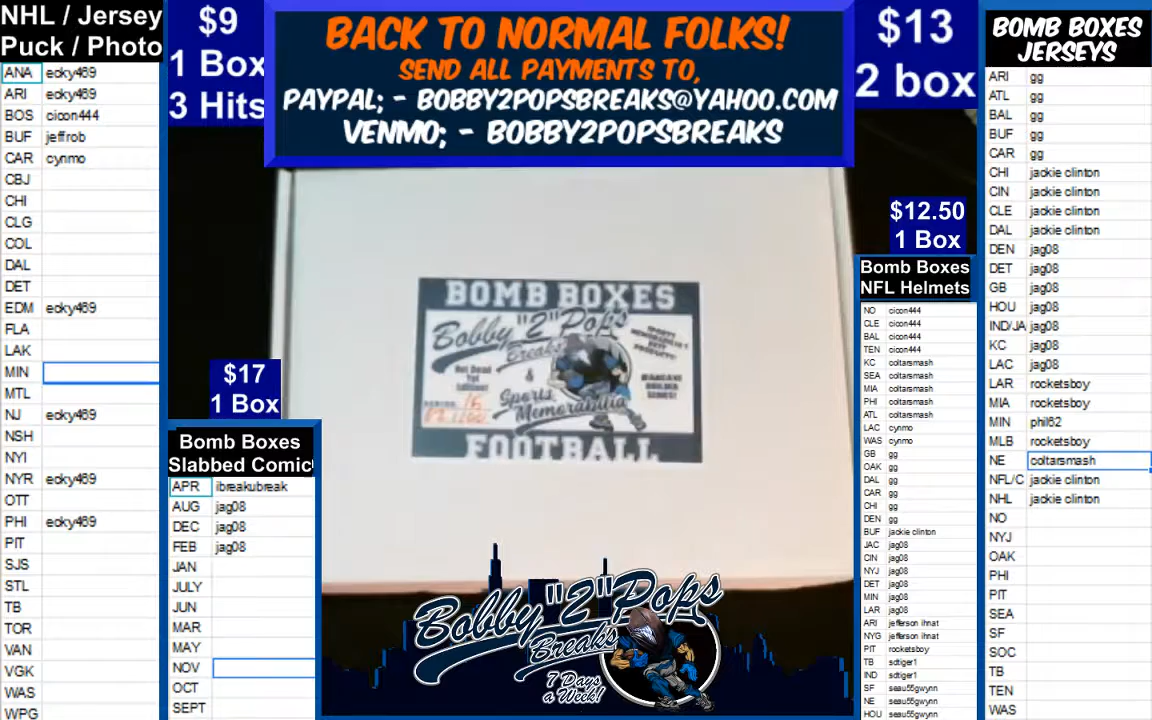 NHL / Jersey
Puck / Photo
ANA ecky469
ARI ecky469
BOS cicon444
BUF jeffrob
CAR cynmo
CBJ
CHI
CLG
COL
DAL
DET
EDM ecky469
FLA
LAK
MIN
MTL
NJ ecky469
NSH
NYI
NYR ecky469
OTT
PHI ecky469
PIT
SJS
STL
TB
TOR
VAN
VGK
WAS
WPG
$9
1 Box
3 Hits
$17
1 Box
Bomb Boxes
Slabbed Comic
APR ibreakubreak
AUG jag08
DEC jag08
FEB jag08
JAN
JULY
JUN
MAR
MAY
NOV
OCT
SEPT
BACK TO NORMAL FOLKS!
SEND ALL PAYMENTS TO,
PAYPAL; - BOBBY2POPSBREAKS@YAHOO.COM
VENMO; - BOBBY2POPSBREAKS
BOMB BOXES
Bobby "2" Pops
Breaks
&
Sports
Memorabilia
FOOTBALL
Bobby "2" Pops
Breaks
7 Days
a Week!
$13
2 box
$12.50
1 Box
Bomb Boxes
NFL Helmets
NO cicon444
CLE cicon444
BAL cicon444
TEN cicon444
KC coltarsmash
SEA coltarsmash
MIA coltarsmash
PHI coltarsmash
ATL coltarsmash
LAC cynmo
WAS cynmo
GB gg
OAK gg
DAL gg
CAR gg
CHI gg
DEN gg
BUF jackie clinton
JAC jag08
CIN jag08
NYJ jag08
DET jag08
MIN jag08
LAR jag08
ARI jefferson ihnat
NYG jefferson ihnat
PIT rocketsboy
TB sdtiger1
IND sdtiger1
SF seau55gwynn
NE seau55gwynn
HOU seau55gwynn
BOMB BOXES
JERSEYS
ARI gg
ATL gg
BAL gg
BUF gg
CAR gg
CHI jackie clinton
CIN jackie clinton
CLE jackie clinton
DAL jackie clinton
DEN jag08
DET jag08
GB jag08
HOU jag08
IND/JA jag08
KC jag08
LAC jag08
LAR rocketsboy
MIA rocketsboy
MIN phil62
MLB rocketsboy
NE coltarsmash
NFL/C jackie clinton
NHL jackie clinton
NO
NYJ
OAK
PHI
PIT
SEA
SF
SOC
TB
TEN
WAS